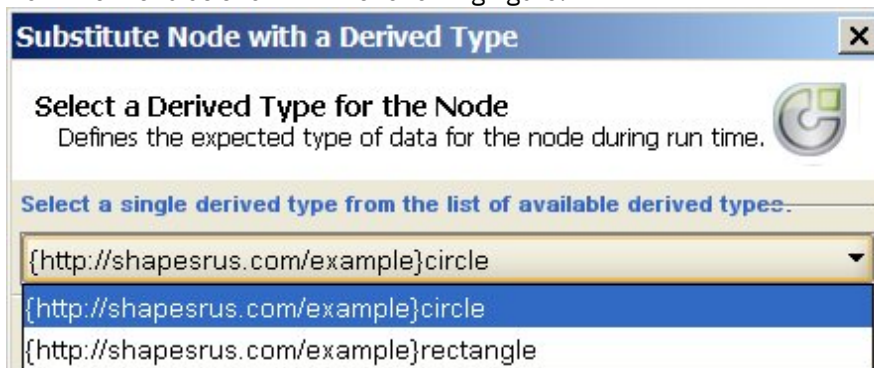 Substitute Node with a Derived Type
Select a Derived Type for the Node
Defines the expected type of data for the node during run time.
Select a single derived type from the list of available derived types.
{http://shapesrus.com/example}circle
{http://shapesrus.com/example}circle
{http://shapesrus.com/example}rectangle